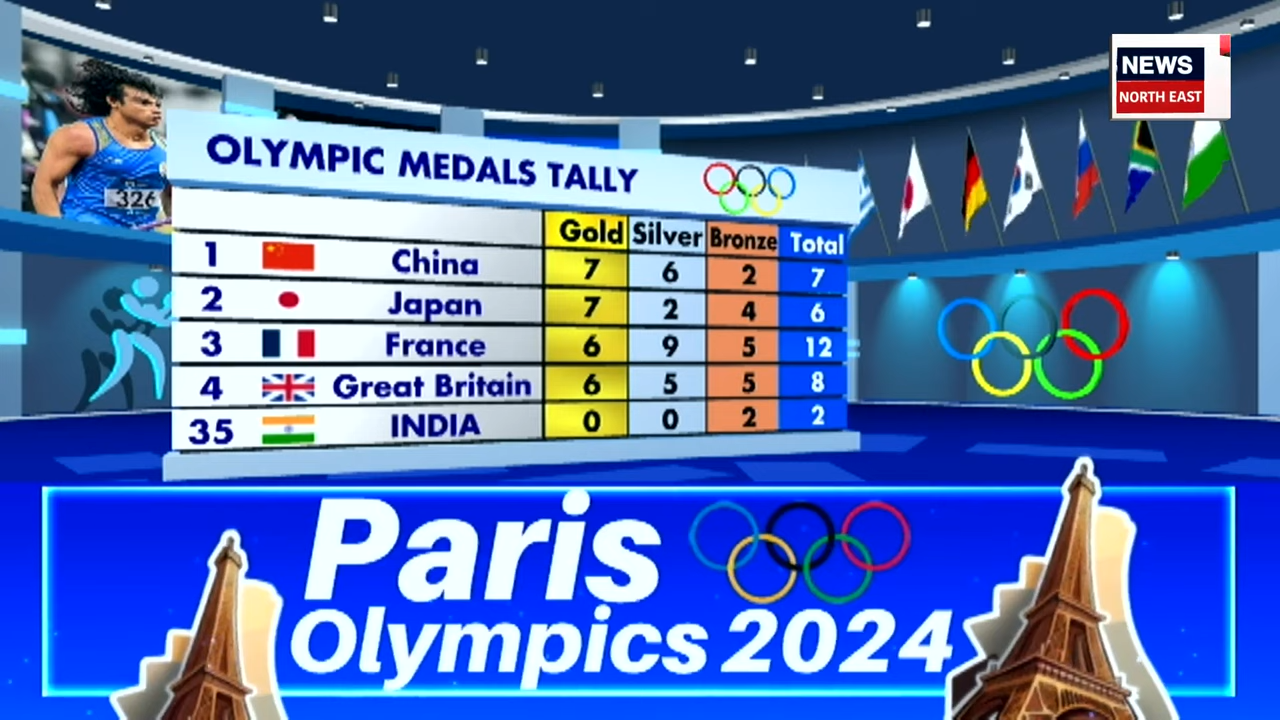 NEWS
NORTH EAST
326
OLYMPIC MEDALS TALLY
Gold Silver Bronze Total
1 China 7 6 2 7
2 Japan 7 2 4 6
3 France 6 9 5 12
4 Great Britain 6 5 5 8
35 INDIA 0 0 2 2
Paris
Olympics 2024